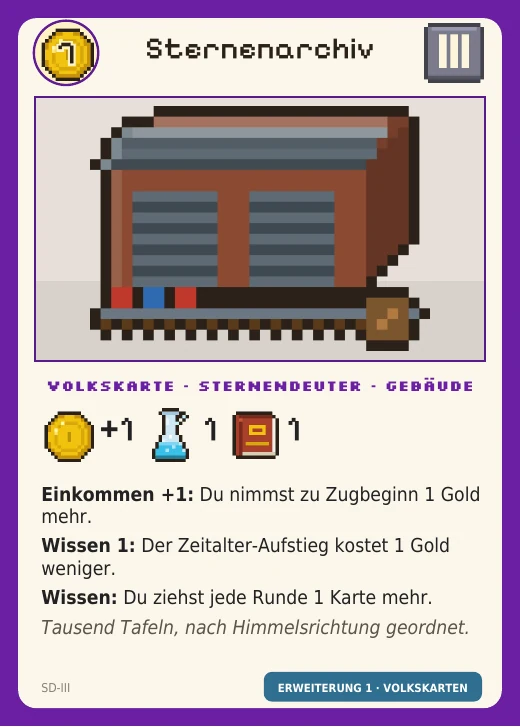 7 Sternenarchiv III
VOLKSKARTE · STERNENDEUTER · GEBÄUDE
+1 1 1
Einkommen +1: Du nimmst zu Zugbeginn 1 Gold
mehr.
Wissen 1: Der Zeitalter-Aufstieg kostet 1 Gold
weniger.
Wissen: Du ziehst jede Runde 1 Karte mehr.
Tausend Tafeln, nach Himmelsrichtung geordnet.
SD-III
ERWEITERUNG 1 · VOLKSKARTEN